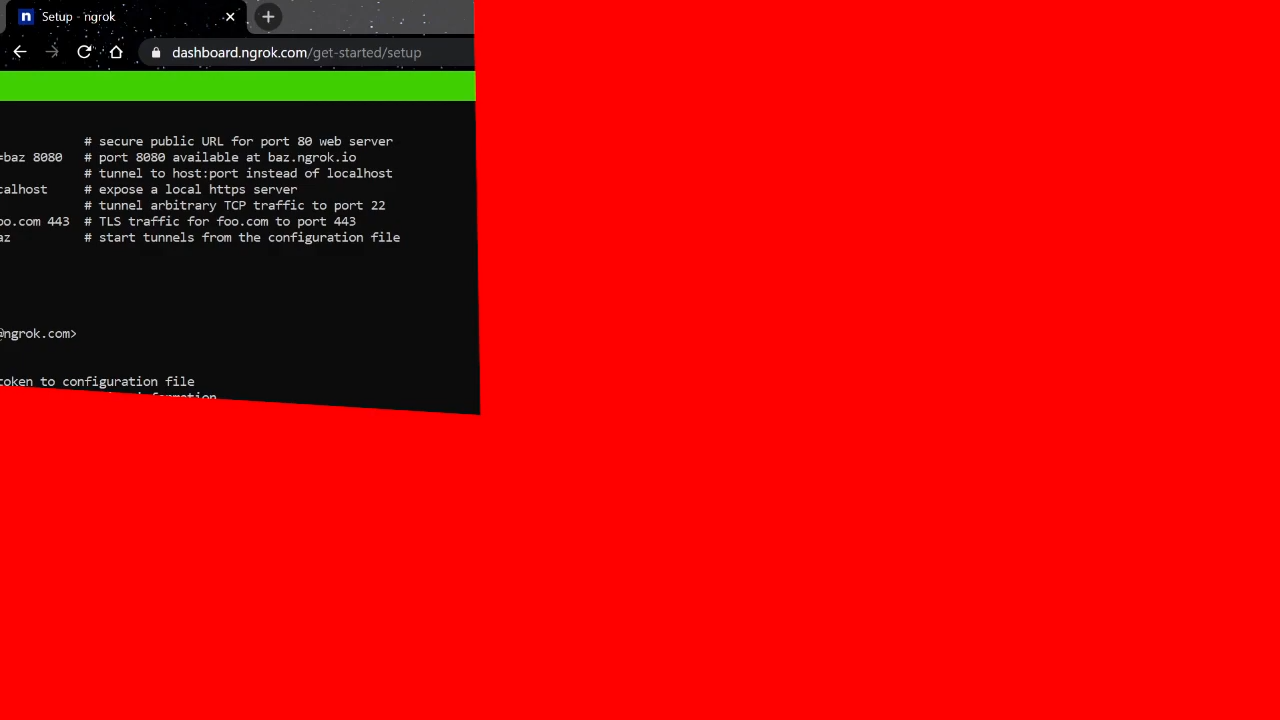 Setup - ngrok
dashboard.ngrok.com/get-started/setup
# secure public URL for port 80 web server
=baz 8080 # port 8080 available at baz.ngrok.io
# tunnel to host:port instead of localhost
calhost # expose a local https server
# tunnel arbitrary TCP traffic to port 22
oo.com 443 # TLS traffic for foo.com to port 443
az # start tunnels from the configuration file
@ngrok.com>
token to configuration file